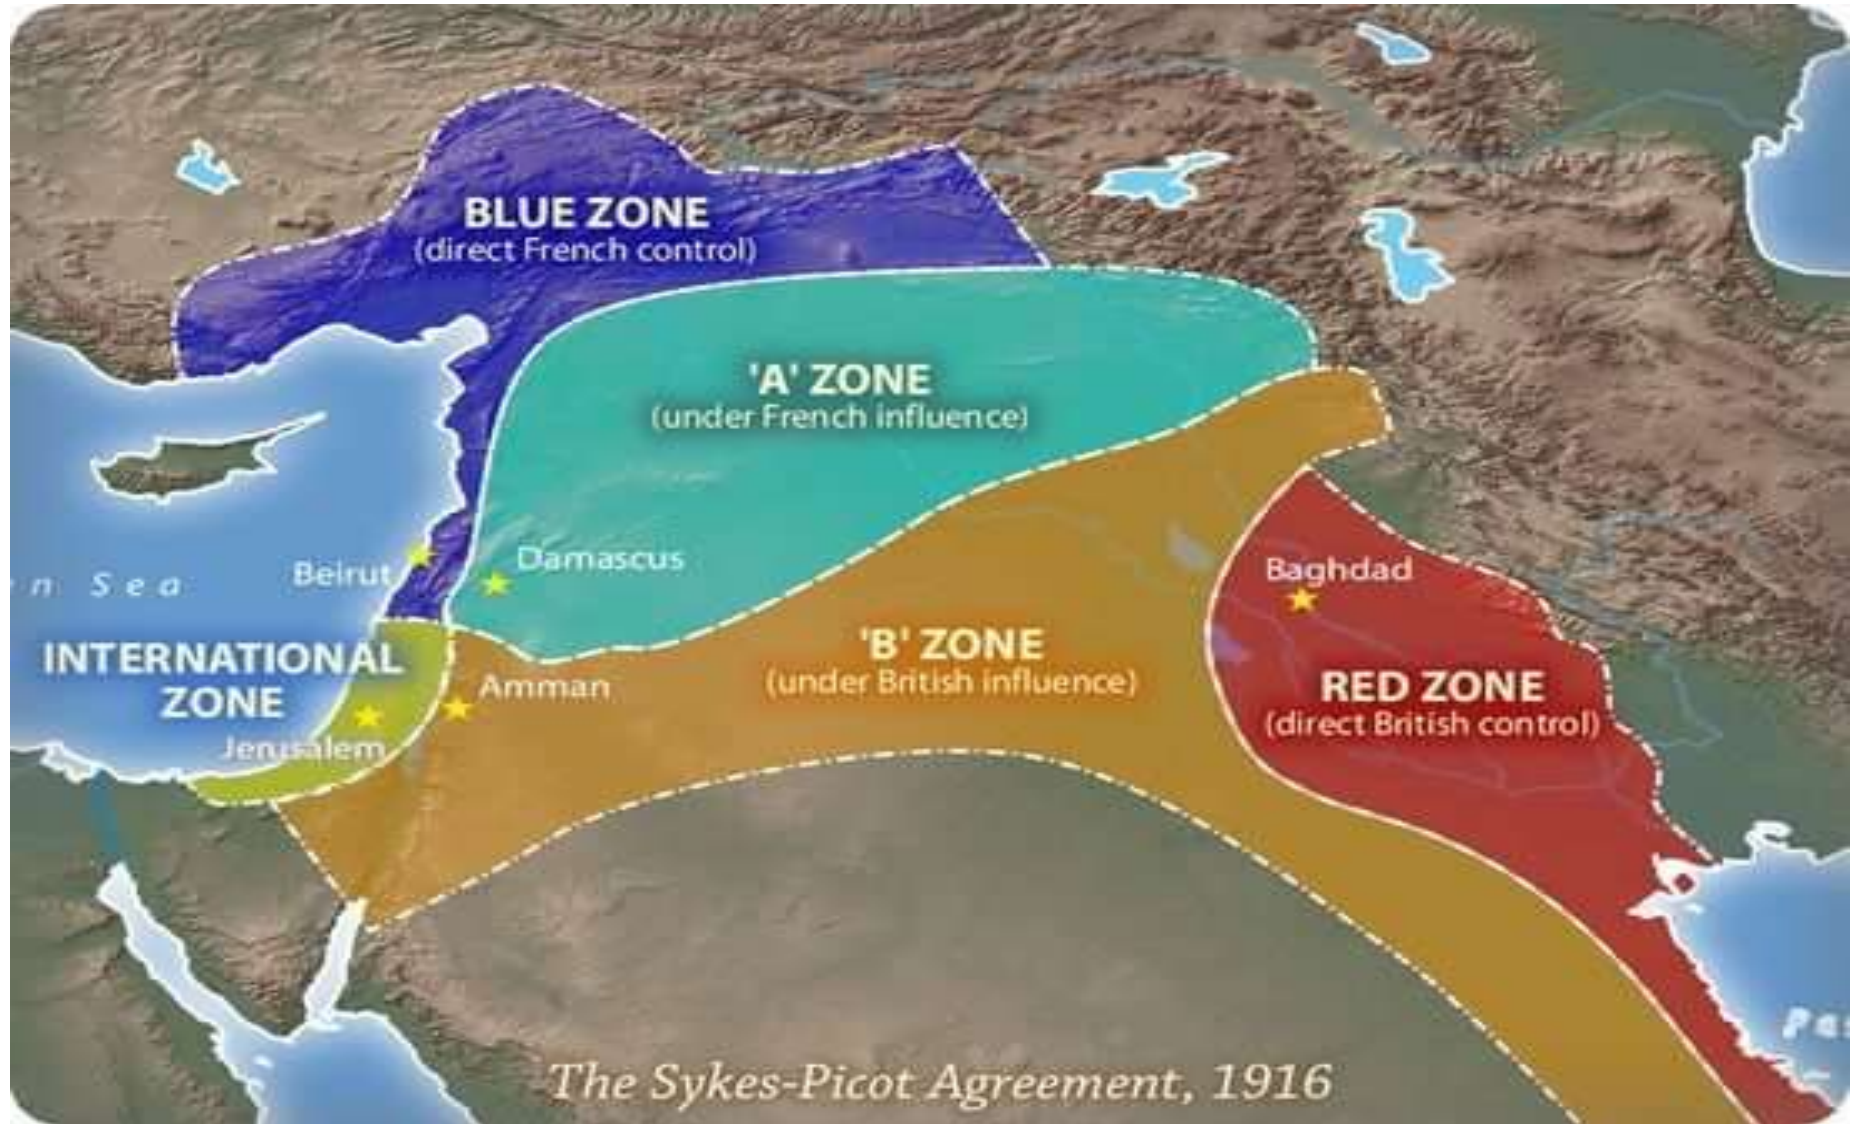 BLUE ZONE
(direct French control)
'A' ZONE
(under French influence)
Beirut
Damascus
n Sea
Baghdad
INTERNATIONAL
ZONE
'B' ZONE
(under British influence)
Amman
Jerusalem
RED ZONE
(direct British control)
The Sykes-Picot Agreement, 1916